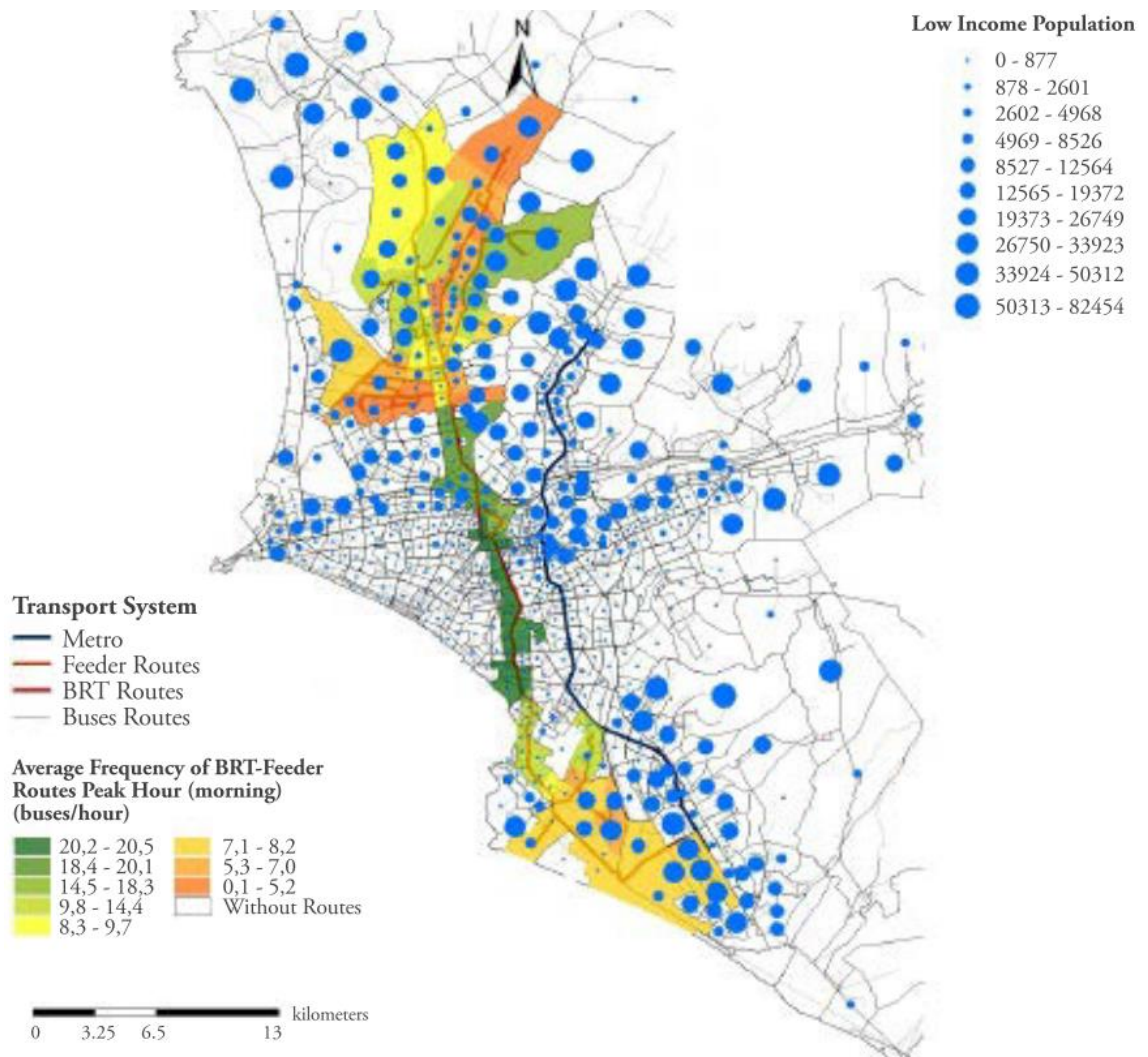 Low Income Population
0 - 877
878 - 2601
2602 - 4968
4969 - 8526
8527 - 12564
12565 - 19372
19373 - 26749
26750 - 33923
33924 - 50312
50313 - 82454
N
Transport System
Metro
Feeder Routes
BRT Routes
Buses Routes
Average Frequency of BRT-Feeder
Routes Peak Hour (morning)
(buses/hour)
20,2 - 20,5
18,4 - 20,1
14,5 - 18,3
9,8 - 14,4
8,3 - 9,7
7,1 - 8,2
5,3 - 7,0
0,1 - 5,2
Without Routes
kilometers
0 3.25 6.5 13